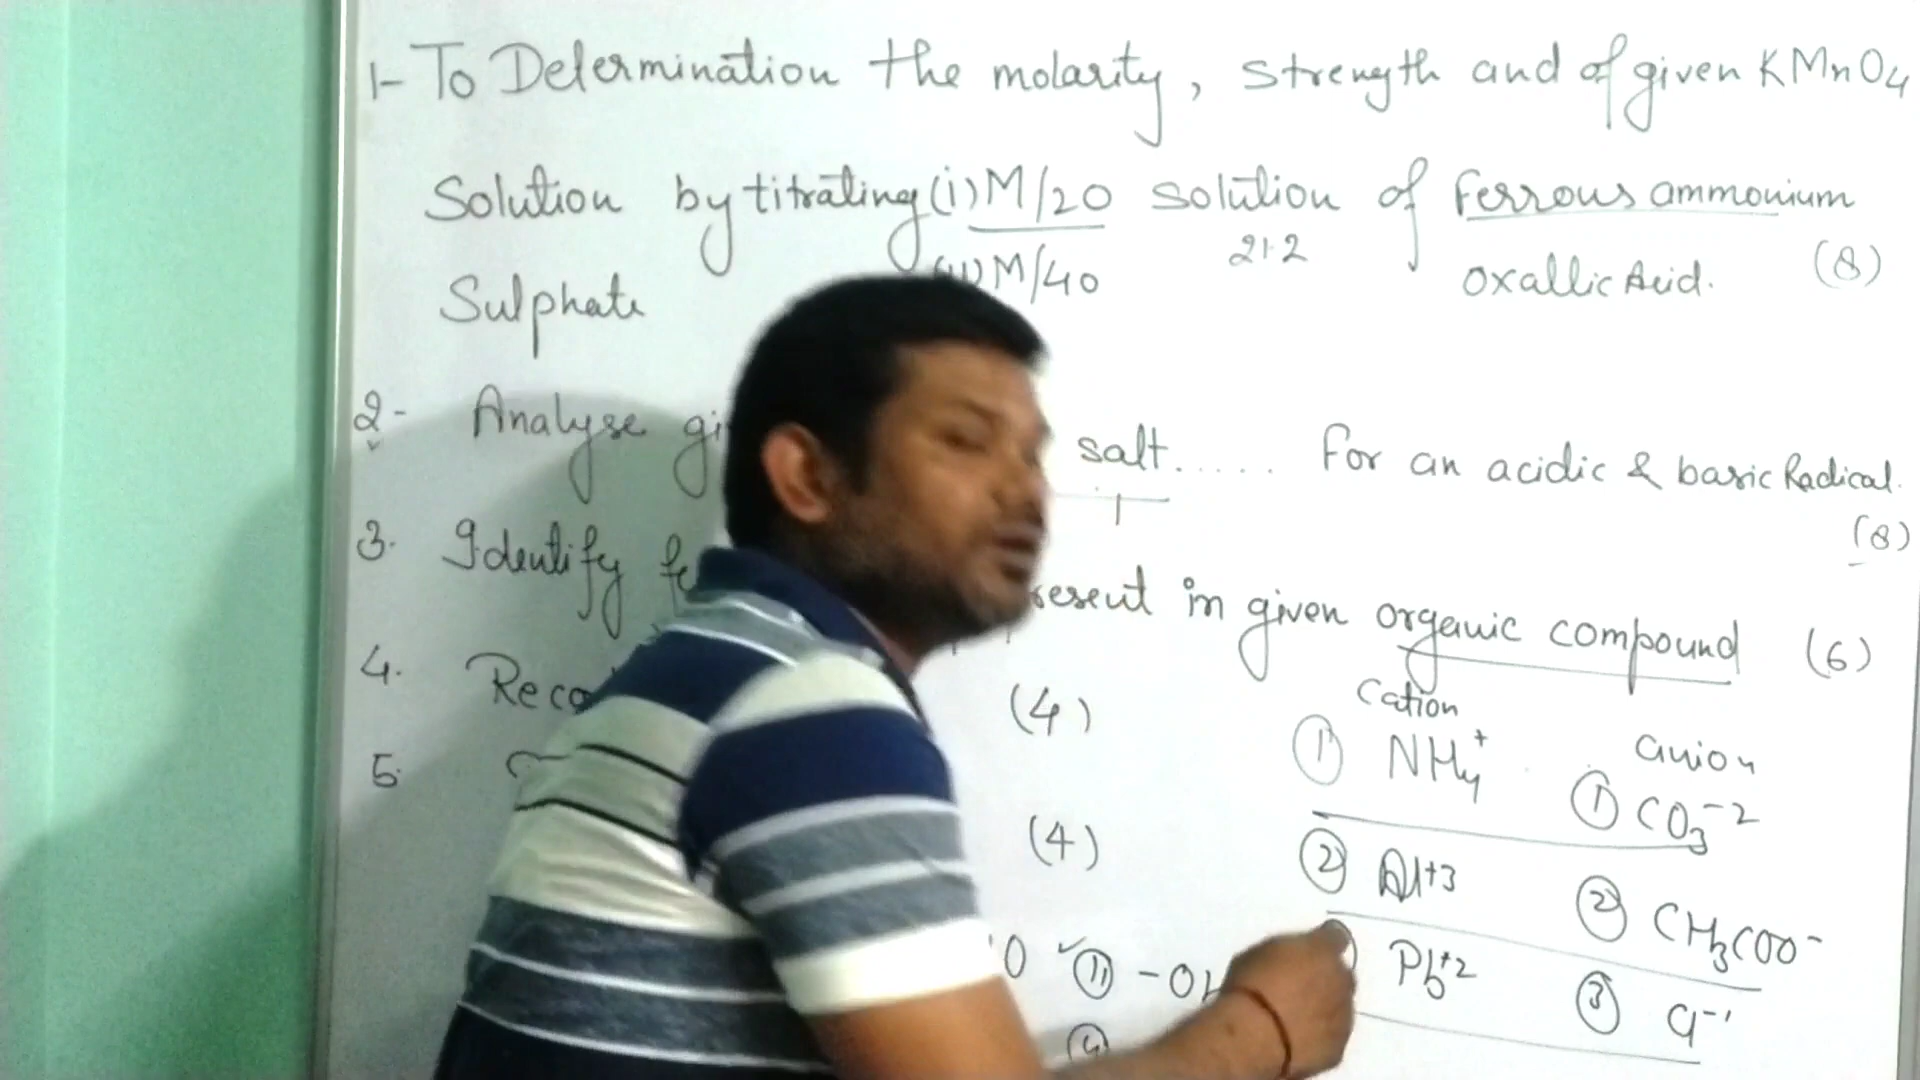 1- To Determination the molarity, strength and of given KMnO4
Solution by titrating (i) M/20 solution of Ferrous ammonium
M/40 21.2 oxallic Acid. (8)
Sulphate
2- Analyse salt...... For an acidic & basic Radical.
(8)
3. Identify in given organic compound (6)
4. (4)
5. (4)
Cation anion
① NH4+ ① CO3-2
② Al+3 ② CH3COO-
Pb+2 ③ Cl-1
O ⑪ -OH
④